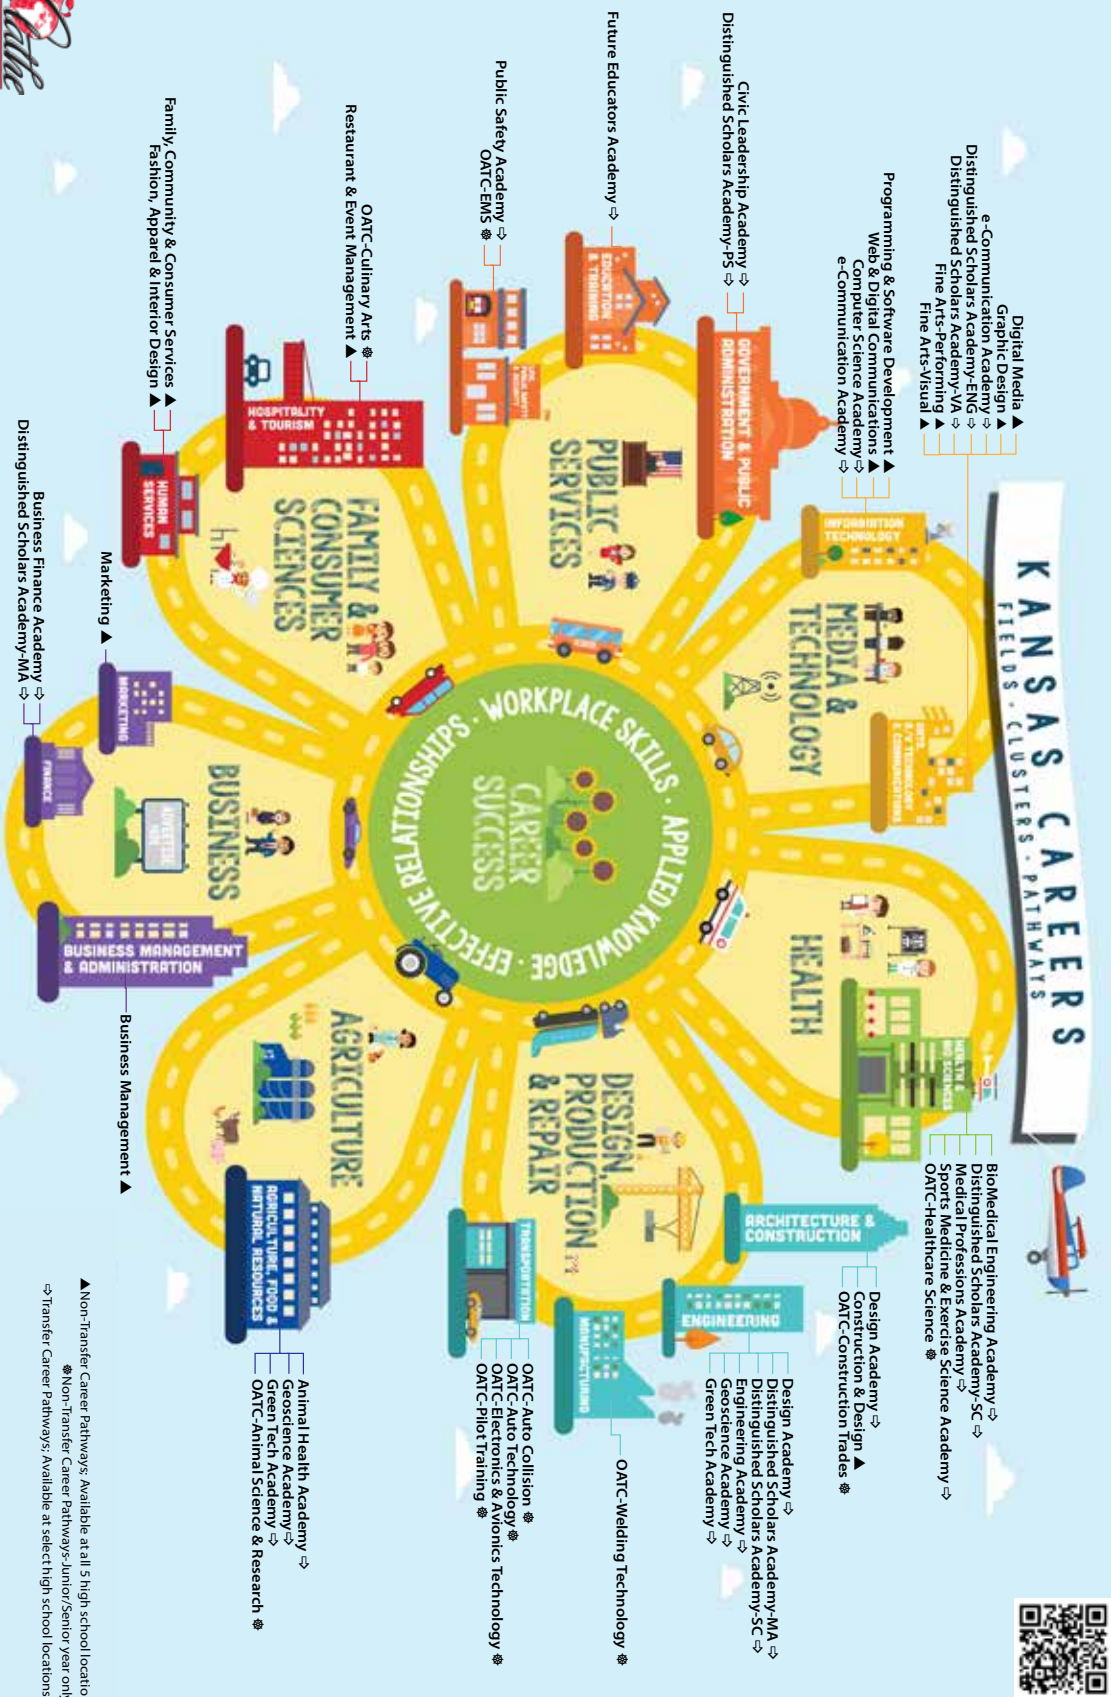 KANSAS CAREERS
FIELDS · CLUSTERS · PATHWAYS
Digital Media ▲
Graphic Design ▲
e-Communication Academy ⇨
Distinguished Scholars Academy-ENG ⇨
Distinguished Scholars Academy-VA ⇨
Fine Arts-Performing ▲
Fine Arts-Visual ▲
ARTS,
A/V TECHNOLOGY
& COMMUNICATIONS
Programming & Software Development ▲
Web & Digital Communications ▲
Computer Science Academy ⇨
e-Communication Academy ⇨
INFORMATION
TECHNOLOGY
MEDIA &
TECHNOLOGY
HEALTH
HEALTH &
BIO SCIENCES
BioMedical Engineering Academy ⇨
Distinguished Scholars Academy-SC ⇨
Medical Professions Academy ⇨
Sports Medicine & Exercise Science Academy ⇨
OATC-Healthcare Science ☸
Civic Leadership Academy ⇨
Distinguished Scholars Academy-PS ⇨
GOVERNMENT & PUBLIC
ADMINISTRATION
Future Educators Academy ⇨
EDUCATION
& TRAINING
Public Safety Academy ⇨
OATC-EMS ☸
PUBLIC
SERVICES
ARCHITECTURE &
CONSTRUCTION
Design Academy ⇨
Construction & Design ▲
OATC-Construction Trades ☸
ENGINEERING
Design Academy ⇨
Distinguished Scholars Academy-MA ⇨
Distinguished Scholars Academy-SC ⇨
Engineering Academy ⇨
Geoscience Academy ⇨
Green Tech Academy ⇨
MANUFACTURING
OATC-Welding Technology ☸
DESIGN,
PRODUCTION
& REPAIR
TRANSPORTATION
OATC-Auto Collision ☸
OATC-Auto Technology ☸
OATC-Electronics & Avionics Technology ☸
OATC-Pilot Training ☸
CAREER
SUCCESS
WORKPLACE SKILLS · APPLIED KNOWLEDGE · EFFECTIVE RELATIONSHIPS ·
OATC-Culinary Arts ☸
Restaurant & Event Management ▲
HOSPITALITY
& TOURISM
FAMILY &
CONSUMER
SCIENCES
Family, Community & Consumer Services ▲
Fashion, Apparel & Interior Design ▲
HUMAN
SERVICES
AGRICULTURE
AGRICULTURE, FOOD &
NATURAL RESOURCES
Animal Health Academy ⇨
Geoscience Academy ⇨
Green Tech Academy ⇨
OATC-Animal Science & Research ☸
BUSINESS
Marketing ▲
MARKETING
Business Finance Academy ⇨
Distinguished Scholars Academy-MA ⇨
FINANCE
ADVERTISE
BUSINESS MANAGEMENT
& ADMINISTRATION
Business Management ▲
▲Non-Transfer Career Pathways; Available at all 5 high school locatio
☸Non-Transfer Career Pathways-Junior/Senior year only
⇨Transfer Career Pathways; Available at select high school locations
Olathe